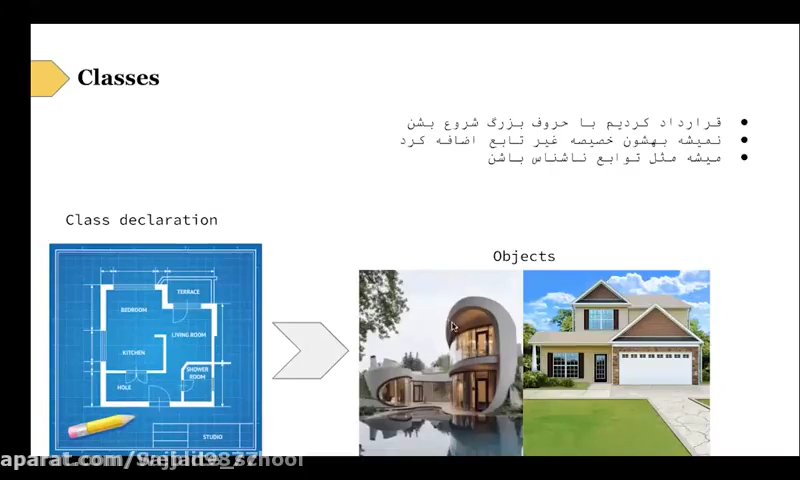 Classes
قرارداد کردیم با حروف بزرگ شروع بشن
نمیشه بهشون خصیصه غیر تابع اضافه کرد
میشه مثل توابع ناشناس باشن
Class declaration
Objects
TERRACE
BEDROOM
LIVING ROOM
KITCHEN
SHOWER ROOM
HOLE
STUDIO
aparat.com/